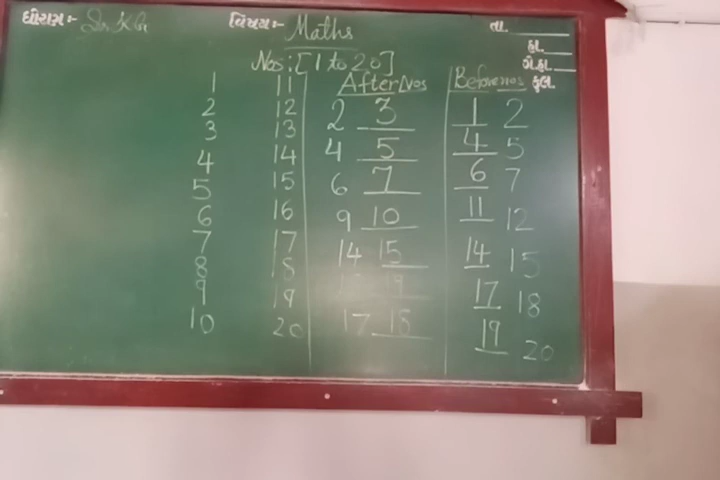 ધોરણઃ- Sr. K.G વિષયઃ- Maths તા.
Nos:[1 to 20] હા.
ગે.હા.
1 11 After Nos Before nos કુલ
2 12 2 3 1 2
3 13 4 5 4 5
4 14 6 7 6 7
5 15 9 10 11 12
6 16 14 15 14 15
7 17 19 17 18
8 18 17 18 19 20
9 19
10 20